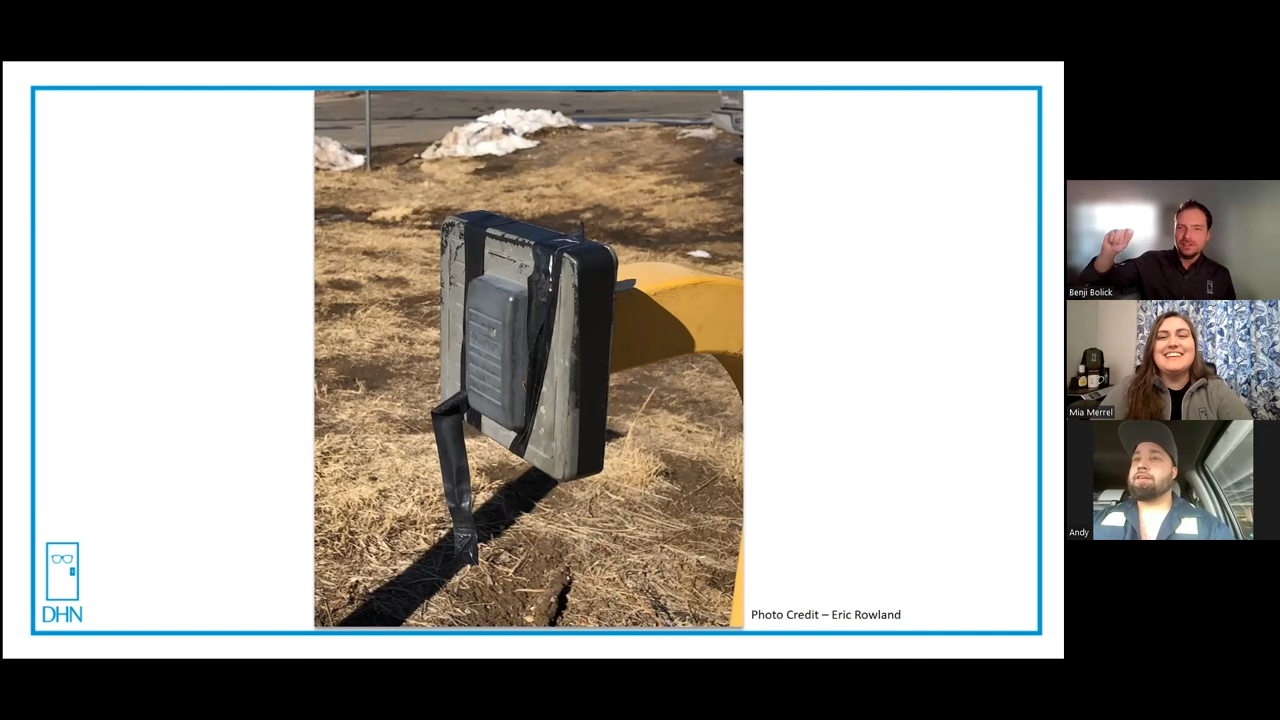 DHN
Photo Credit – Eric Rowland
Benji Bolick
Mia Merrel
Andy